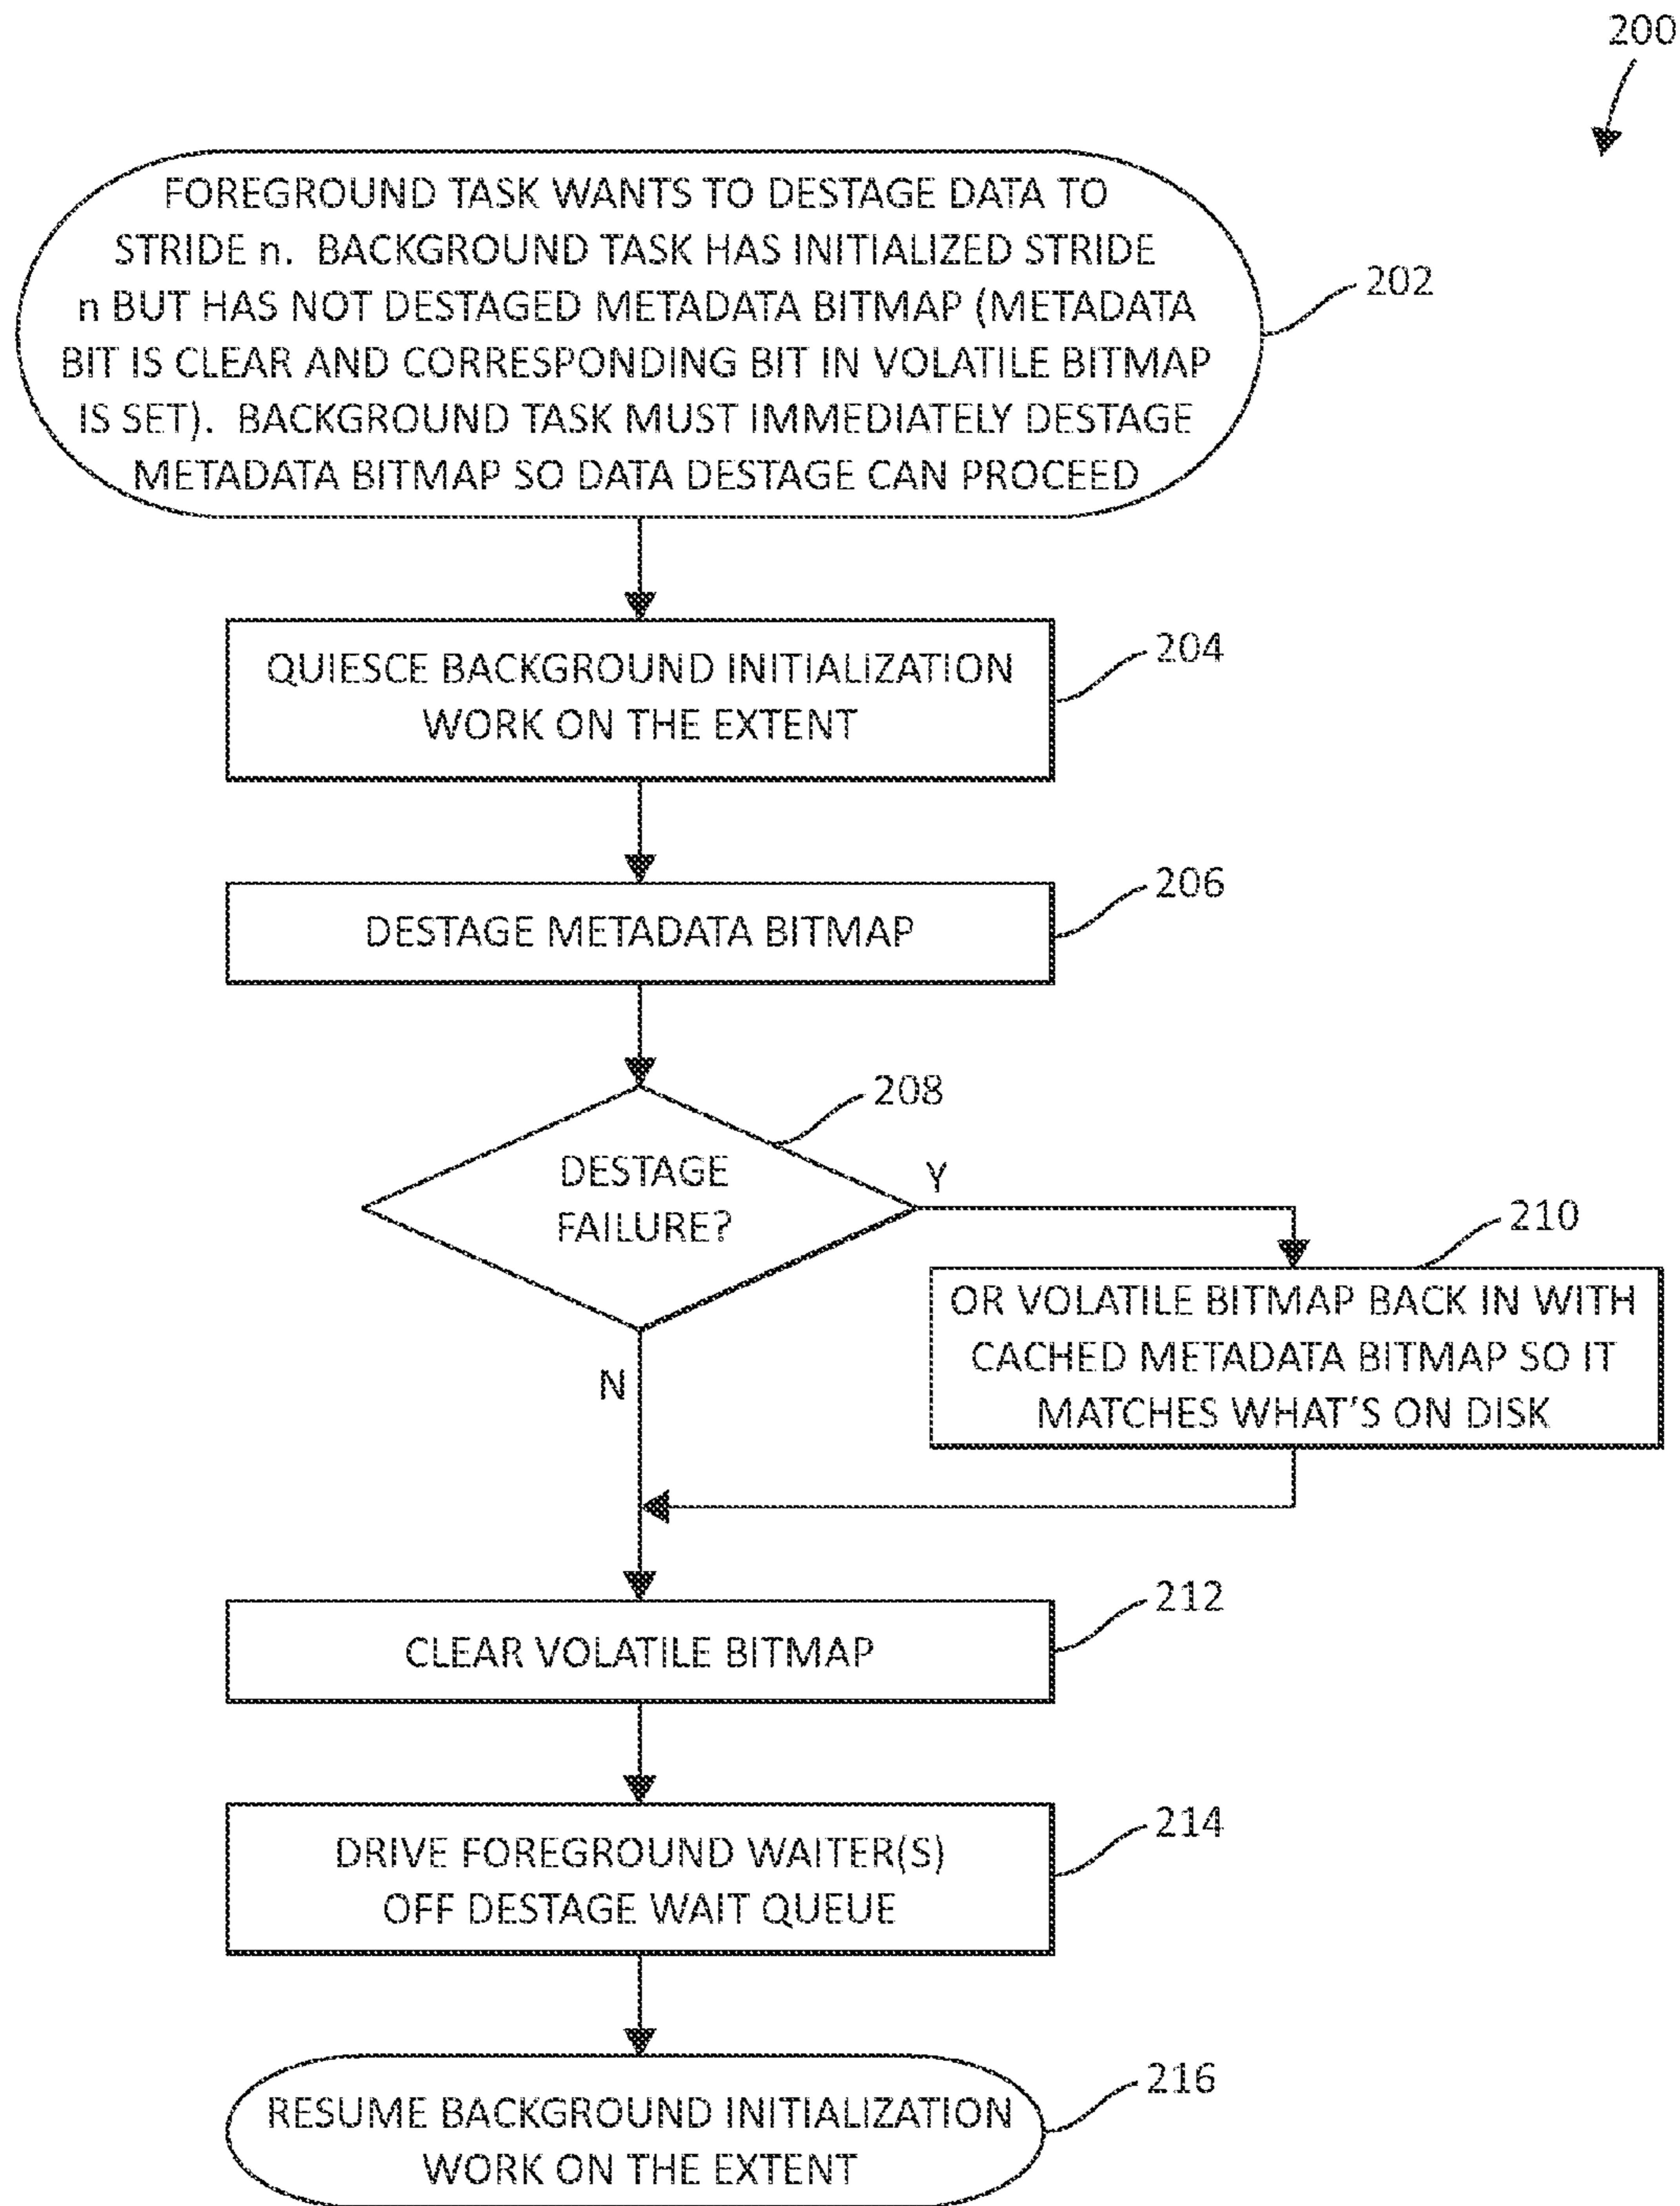 200
FOREGROUND TASK WANTS TO DESTAGE DATA TO
STRIDE n. BACKGROUND TASK HAS INITIALIZED STRIDE
n BUT HAS NOT DESTAGED METADATA BITMAP (METADATA
BIT IS CLEAR AND CORRESPONDING BIT IN VOLATILE BITMAP
IS SET). BACKGROUND TASK MUST IMMEDIATELY DESTAGE
METADATA BITMAP SO DATA DESTAGE CAN PROCEED
202
QUIESCE BACKGROUND INITIALIZATION
WORK ON THE EXTENT
204
DESTAGE METADATA BITMAP
206
DESTAGE
FAILURE?
208
Y
N
OR VOLATILE BITMAP BACK IN WITH
CACHED METADATA BITMAP SO IT
MATCHES WHAT'S ON DISK
210
CLEAR VOLATILE BITMAP
212
DRIVE FOREGROUND WAITER(S)
OFF DESTAGE WAIT QUEUE
214
RESUME BACKGROUND INITIALIZATION
WORK ON THE EXTENT
216